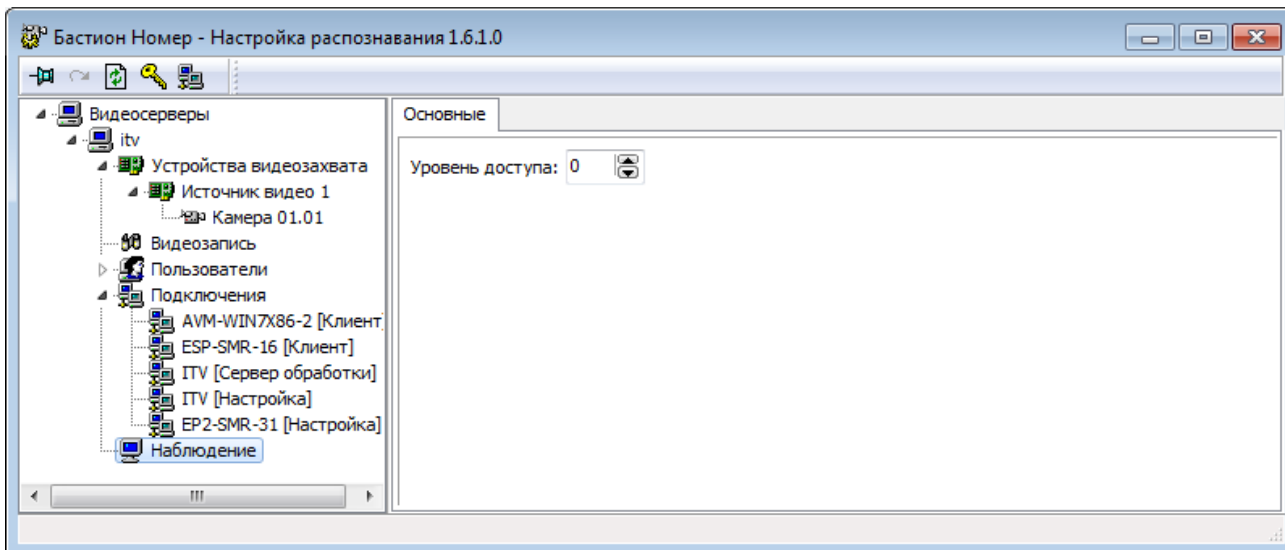 Бастион Номер - Настройка распознавания 1.6.1.0
Видеосерверы
itv
Устройства видеозахвата
Источник видео 1
Камера 01.01
Видеозапись
Пользователи
Подключения
AVM-WIN7X86-2 [Клиент
ESP-SMR-16 [Клиент]
ITV [Сервер обработки]
ITV [Настройка]
EP2-SMR-31 [Настройка]
Наблюдение
Основные
Уровень доступа: 0